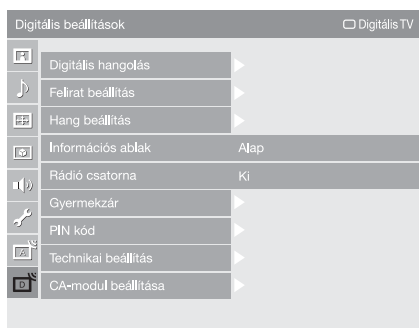 Digitális beállítások Digitális TV
Digitális hangolás
Felirat beállítás
Hang beállítás
Információs ablak Alap
Rádió csatorna Ki
Gyermekzár
PIN kód
Technikai beállítás
A
CA-modul beállítása
D